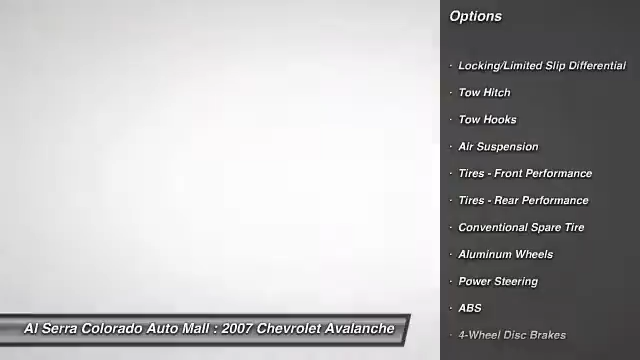 Options
· Locking/Limited Slip Differential
· Tow Hitch
· Tow Hooks
· Air Suspension
· Tires - Front Performance
· Tires - Rear Performance
· Conventional Spare Tire
· Aluminum Wheels
· Power Steering
· ABS
· 4-Wheel Disc Brakes
Al Serra Colorado Auto Mall : 2007 Chevrolet Avalanche